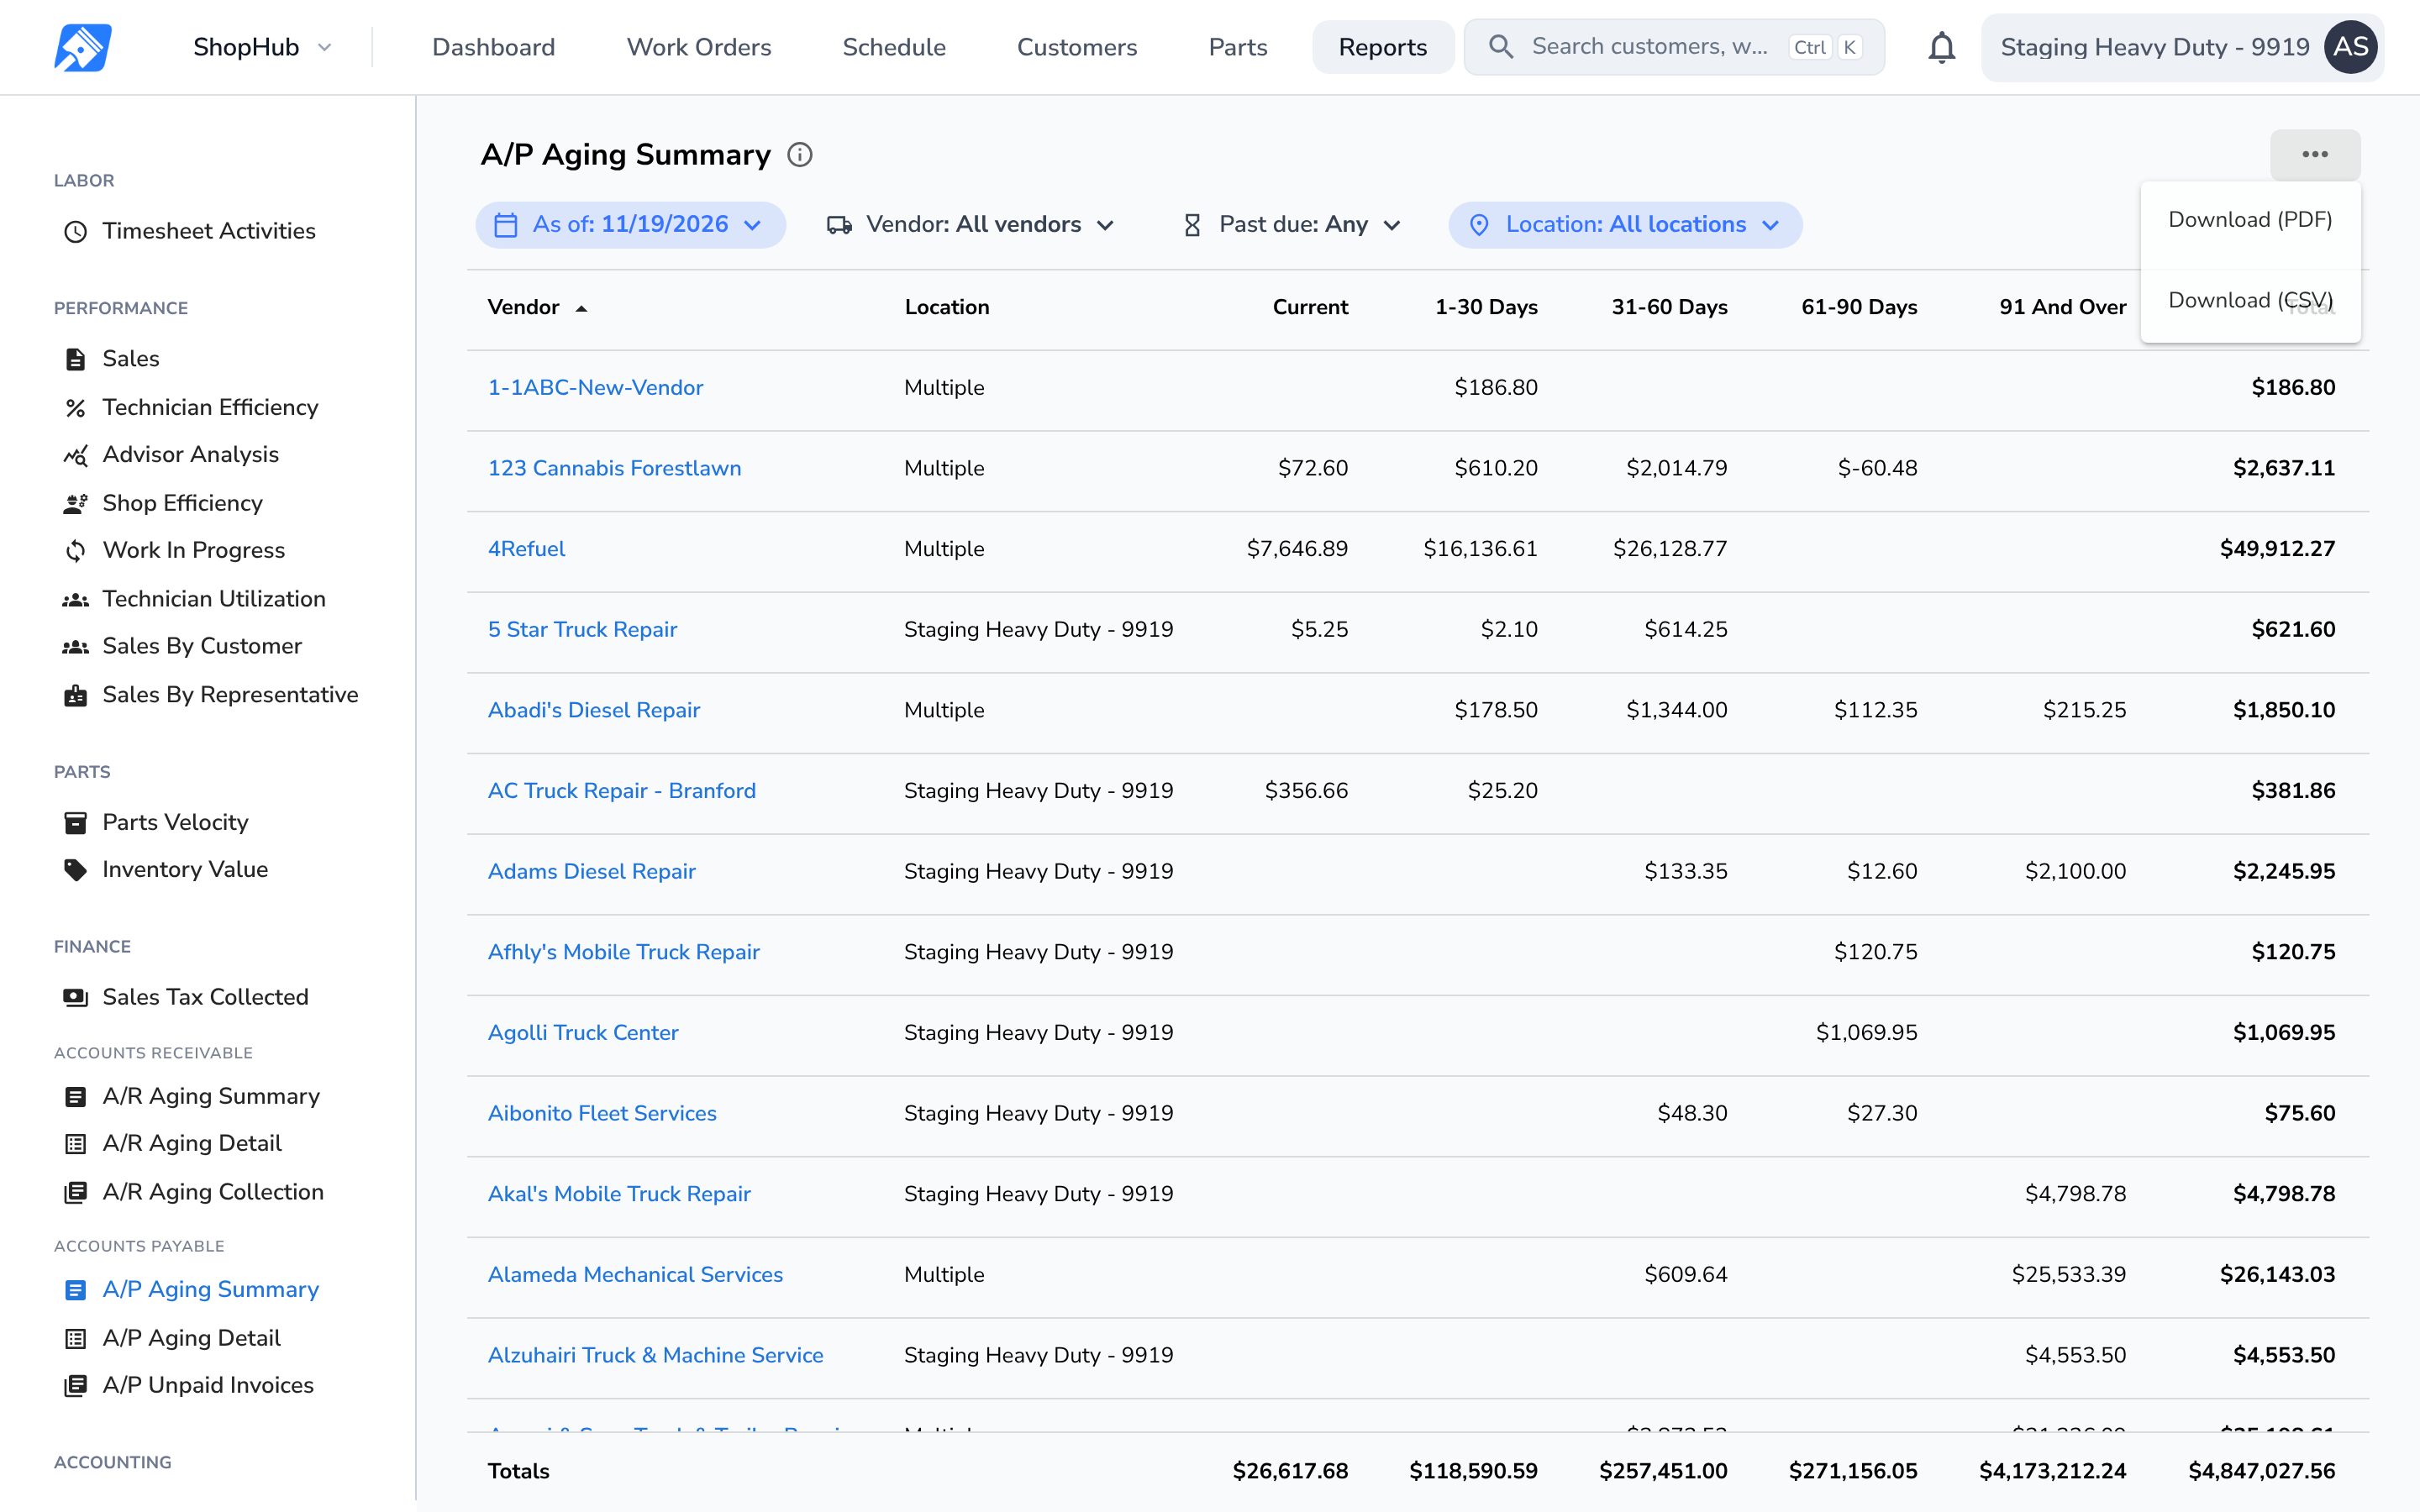 ShopHub
Dashboard
Work Orders
Schedule
Customers
Parts
Reports
Search customers, w...
Ctrl K
Staging Heavy Duty - 9919
AS
LABOR
Timesheet Activities
PERFORMANCE
Sales
Technician Efficiency
Advisor Analysis
Shop Efficiency
Work In Progress
Technician Utilization
Sales By Customer
Sales By Representative
PARTS
Parts Velocity
Inventory Value
FINANCE
Sales Tax Collected
ACCOUNTS RECEIVABLE
A/R Aging Summary
A/R Aging Detail
A/R Aging Collection
ACCOUNTS PAYABLE
A/P Aging Summary
A/P Aging Detail
A/P Unpaid Invoices
ACCOUNTING
A/P Aging Summary
As of: 11/19/2026
Vendor: All vendors
Past due: Any
Location: All locations
Download (PDF)
Download (CSV)
Vendor Location Current 1-30 Days 31-60 Days 61-90 Days 91 And Over Total
1-1ABC-New-Vendor Multiple $186.80 $186.80
123 Cannabis Forestlawn Multiple $72.60 $610.20 $2,014.79 $-60.48 $2,637.11
4Refuel Multiple $7,646.89 $16,136.61 $26,128.77 $49,912.27
5 Star Truck Repair Staging Heavy Duty - 9919 $5.25 $2.10 $614.25 $621.60
Abadi's Diesel Repair Multiple $178.50 $1,344.00 $112.35 $215.25 $1,850.10
AC Truck Repair - Branford Staging Heavy Duty - 9919 $356.66 $25.20 $381.86
Adams Diesel Repair Staging Heavy Duty - 9919 $133.35 $12.60 $2,100.00 $2,245.95
Afhly's Mobile Truck Repair Staging Heavy Duty - 9919 $120.75 $120.75
Agolli Truck Center Staging Heavy Duty - 9919 $1,069.95 $1,069.95
Aibonito Fleet Services Staging Heavy Duty - 9919 $48.30 $27.30 $75.60
Akal's Mobile Truck Repair Staging Heavy Duty - 9919 $4,798.78 $4,798.78
Alameda Mechanical Services Multiple $609.64 $25,533.39 $26,143.03
Alzuhairi Truck & Machine Service Staging Heavy Duty - 9919 $4,553.50 $4,553.50
Multiple
Totals $26,617.68 $118,590.59 $257,451.00 $271,156.05 $4,173,212.24 $4,847,027.56